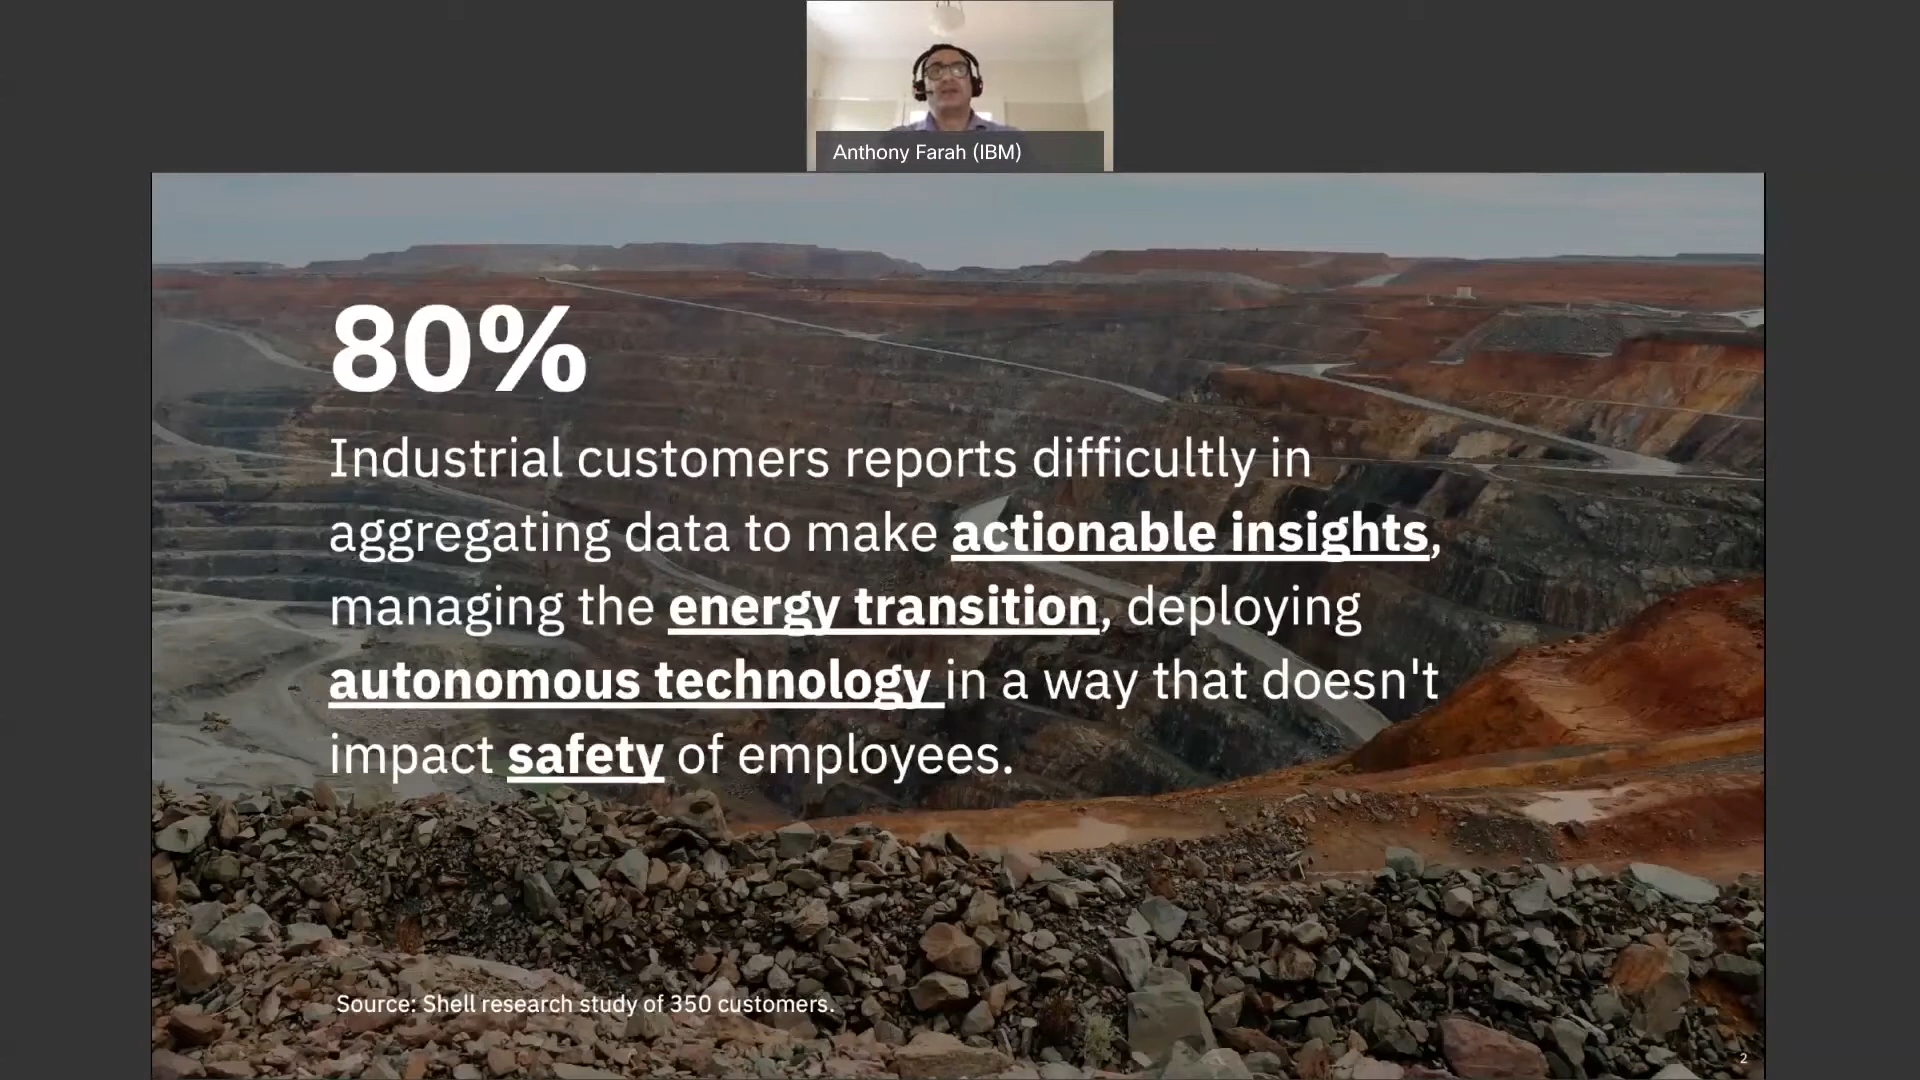 Anthony Farah (IBM)
80%
Industrial customers reports difficultly in
aggregating data to make actionable insights,
managing the energy transition, deploying
autonomous technology in a way that doesn't
impact safety of employees.
Source: Shell research study of 350 customers.
2